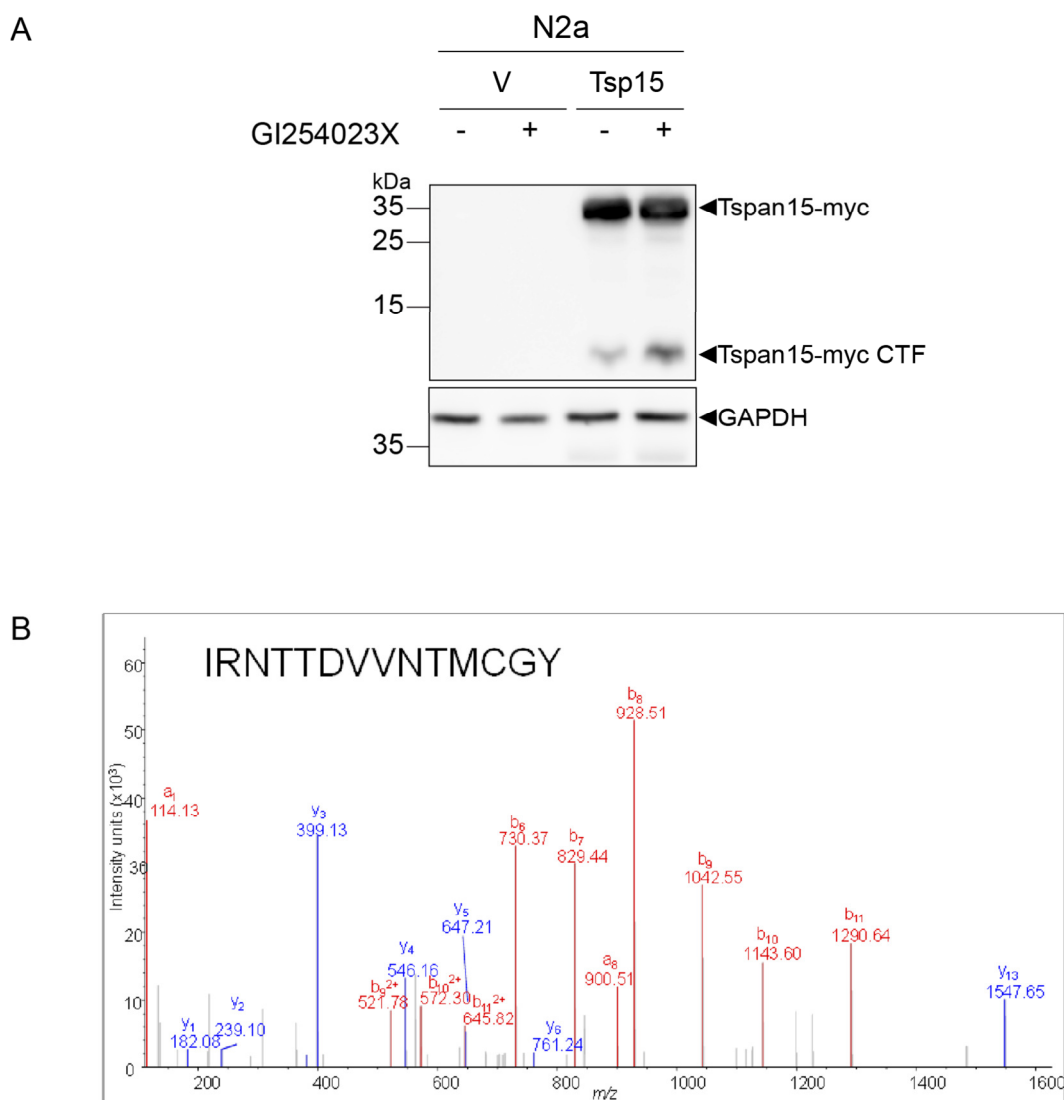 A
N2a
V Tsp15
GI254023X - + - +
kDa
35 Tspan15-myc
25
15
Tspan15-myc CTF
GAPDH
35
B
IRNTTDVVNTMCGY
Intensity units (x10³)
60
50
40
30
20
10
0
a₁
114.13
y₁
182.08
y₂
239.10
y₃
399.13
b₉²⁺
521.78
y₄
546.16
b₁₀²⁺
572.30
y₅
647.21
b₁₁²⁺
645.82
b₆
730.37
y₆
761.24
b₇
829.44
a₈
900.51
b₈
928.51
b₉
1042.55
b₁₀
1143.60
b₁₁
1290.64
y₁₃
1547.65
200 400 600 800 1000 1200 1400 1600
m/z